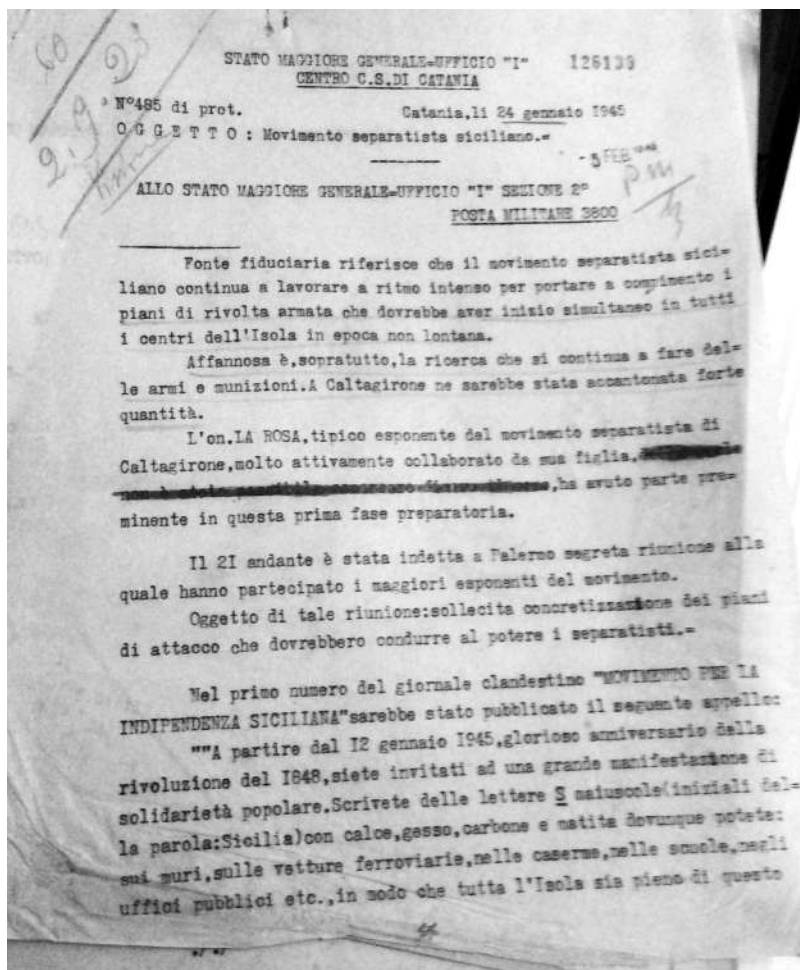 STATO MAGGIORE GENERALE=UFFICIO "I" 126139
CENTRO C.S.DI CATANIA
N°485 di prot. Catania,li 24 gennaio I945
O G G E T T O : Movimento separatista siciliano.=
- 5 FEB
ALLO STATO MAGGIORE GENERALE=UFFICIO "I" SEZIONE 2°
POSTA MILITARE 3800
Fonte fiduciaria riferisce che il movimento separatista sici=
liano continua a lavorare a ritmo intenso per portare a compimento i
piani di rivolta armata che dovrebbe aver inizio simultaneo in tutti
i centri dell'Isola in epoca non lontana.
Affannosa è,sopratutto,la ricerca che si continua a fare del=
le armi e munizioni.A Caltagirone ne sarebbe stata accantonata forte
quantità.
L'on.LA ROSA,tipico esponente del movimento separatista di
Caltagirone,molto attivamente collaborato da sua figlia,
,ha avuto parte pre=
minente in questa prima fase preparatoria.
Il 2I andante è stata indetta a Palermo segreta riunione alla
quale hanno partecipato i maggiori esponenti del movimento.
Oggetto di tale riunione:sollecita concretizzazione dei piani
di attacco che dovrebbero condurre al potere i separatisti.=
Nel primo numero del giornale clandestino "MOVIMENTO PER LA
INDIPENDENZA SICILIANA"sarebbe stato pubblicato il seguente appello:
""A partire dal I2 gennaio I945,glorioso anniversario della
rivoluzione del I848,siete invitati ad una grande manifestazione di
solidarietà popolare.Scrivete delle lettere S maiuscole(iniziali del=
la parola:Sicilia)con calce,gesso,carbone e matita dovunque potete:
sui muri,sulle vetture ferroviarie,nelle caserme,nelle scuole,negli
uffici pubblici etc.,in modo che tutta l'Isola sia pieno di questo